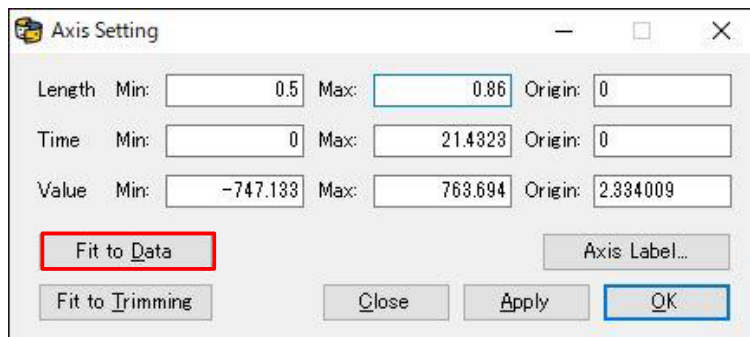 Axis Setting
Length Min: 0.5 Max: 0.86 Origin: 0
Time Min: 0 Max: 21.4323 Origin: 0
Value Min: -747.133 Max: 763.694 Origin: 2.334009
Fit to Data Axis Label...
Fit to Trimming Close Apply OK